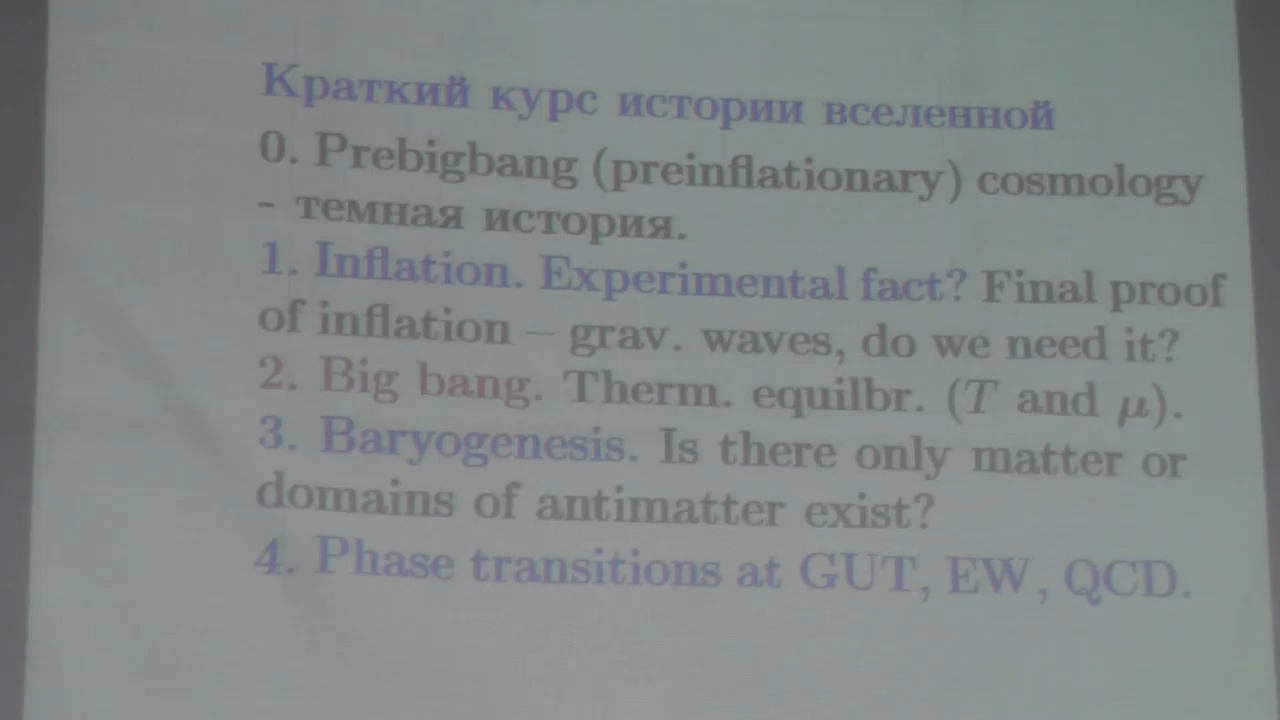 Краткий курс истории вселенной
0. Prebigbang (preinflationary) cosmology
- темная история.
1. Inflation. Experimental fact? Final proof
of inflation – grav. waves, do we need it?
2. Big bang. Therm. equilbr. (T and μ).
3. Baryogenesis. Is there only matter or
domains of antimatter exist?
4. Phase transitions at GUT, EW, QCD.